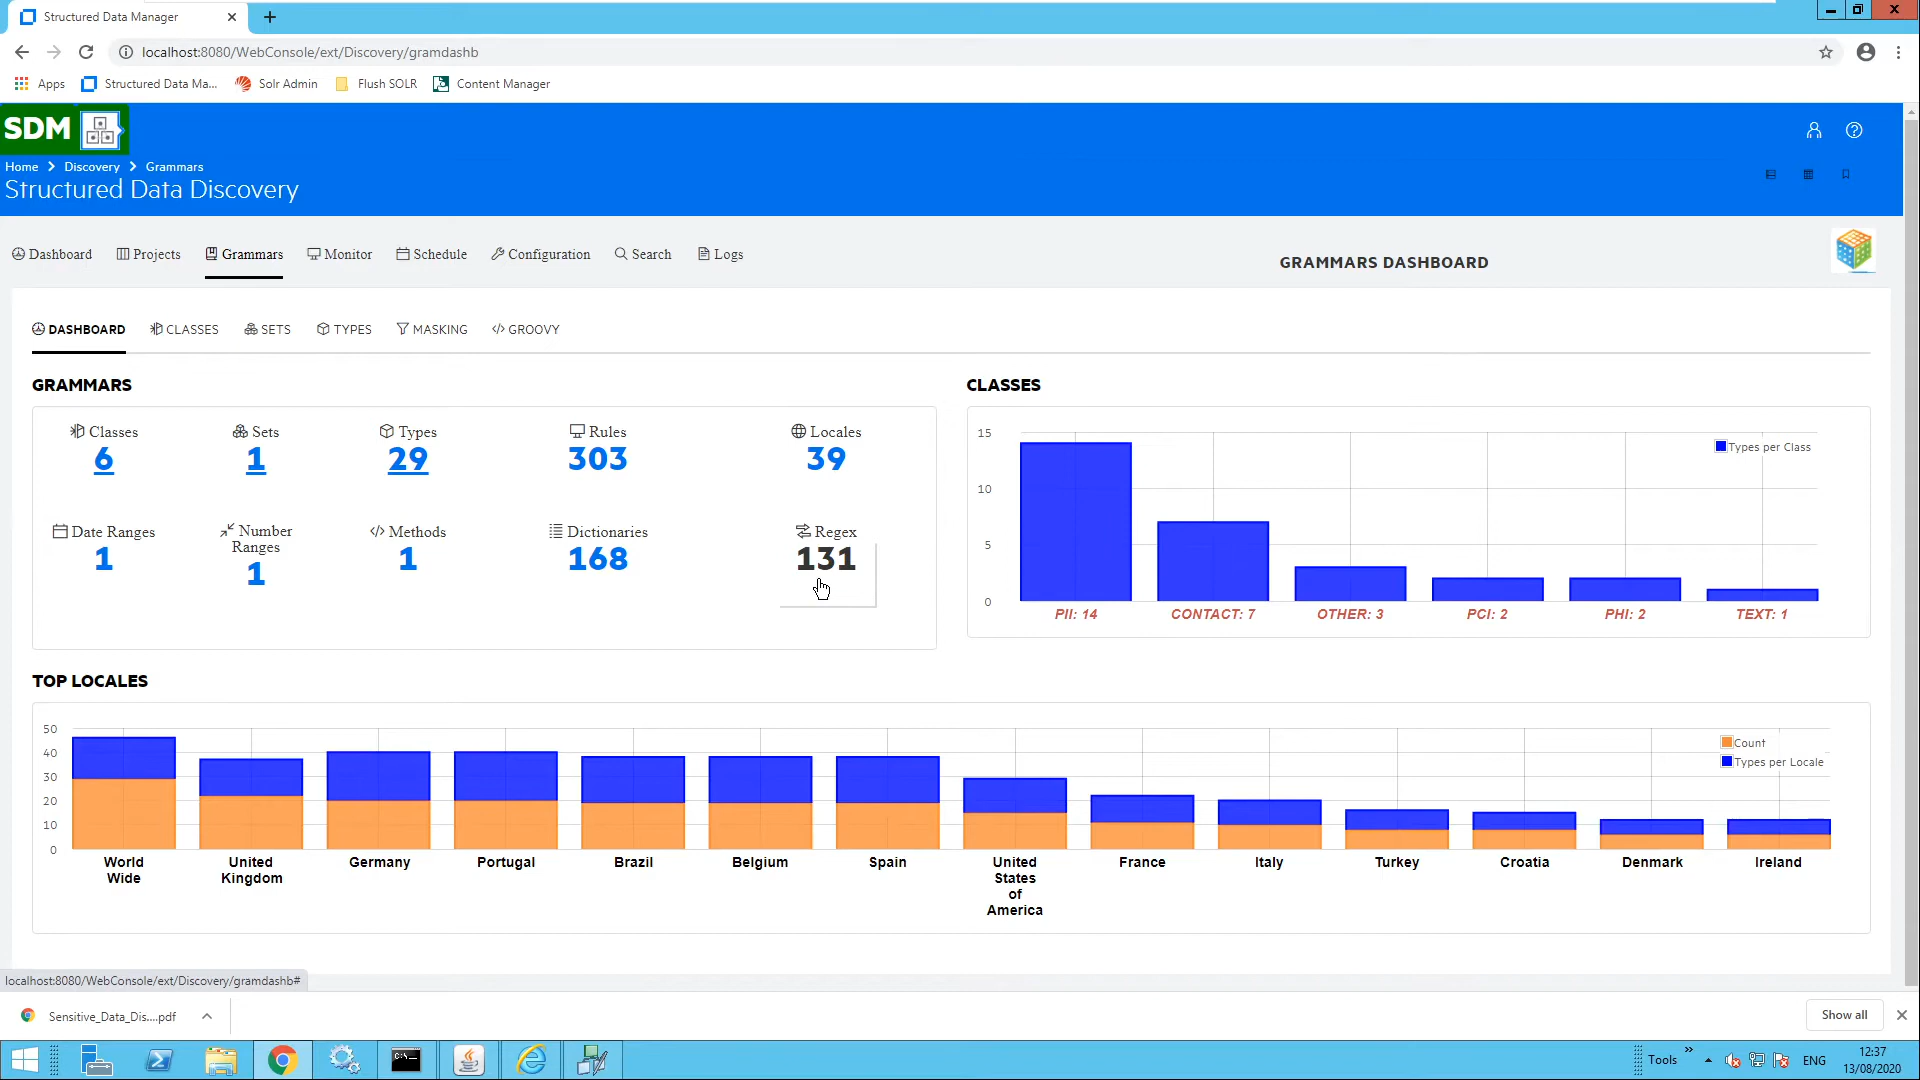 Structured Data Manager
localhost:8080/WebConsole/ext/Discovery/gramdashb
Apps Structured Data Ma... Solr Admin Flush SOLR Content Manager
SDM
Home > Discovery > Grammars
Structured Data Discovery
Dashboard Projects Grammars Monitor Schedule Configuration Search Logs
GRAMMARS DASHBOARD
DASHBOARD CLASSES SETS TYPES MASKING GROOVY
GRAMMARS
Classes Sets Types Rules Locales
6 1 29 303 39
Date Ranges Number Ranges Methods Dictionaries Regex
1 1 1 168 131
CLASSES
15
Types per Class
10
5
0
PII: 14 CONTACT: 7 OTHER: 3 PCI: 2 PHI: 2 TEXT: 1
TOP LOCALES
50
Count
40
Types per Locale
30
20
10
0
World Wide
United Kingdom
Germany
Portugal
Brazil
Belgium
Spain
United States of America
France
Italy
Turkey
Croatia
Denmark
Ireland
localhost:8080/WebConsole/ext/Discovery/gramdashb#
Sensitive_Data_Dis....pdf
Show all
Tools
ENG
12:37
13/08/2020